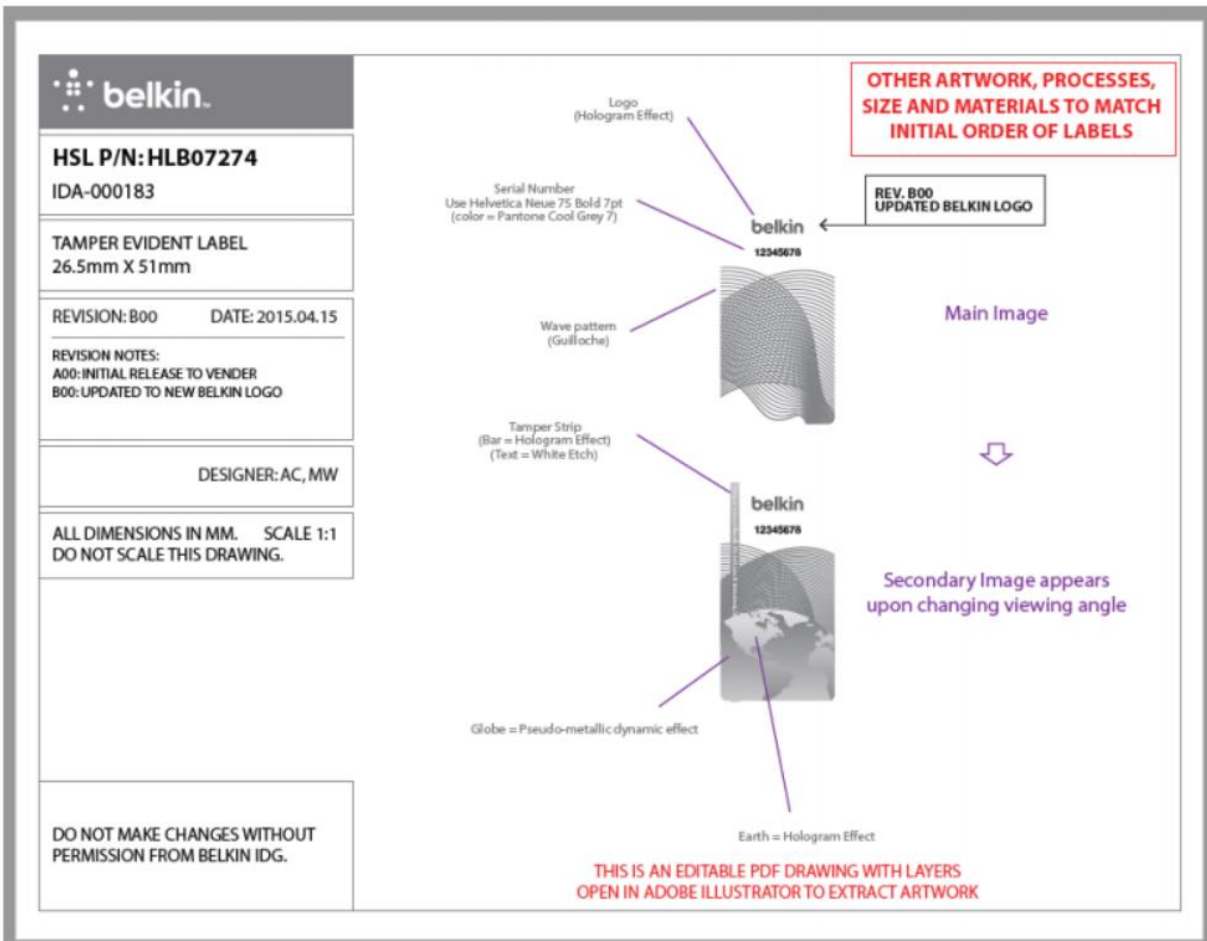 belkin™
HSL P/N: HLB07274
IDA-000183
TAMPER EVIDENT LABEL
26.5mm X 51mm
REVISION: B00 DATE: 2015.04.15
REVISION NOTES:
A00: INITIAL RELEASE TO VENDER
B00: UPDATED TO NEW BELKIN LOGO
DESIGNER: AC, MW
ALL DIMENSIONS IN MM. SCALE 1:1
DO NOT SCALE THIS DRAWING.
DO NOT MAKE CHANGES WITHOUT
PERMISSION FROM BELKIN IDG.
OTHER ARTWORK, PROCESSES,
SIZE AND MATERIALS TO MATCH
INITIAL ORDER OF LABELS
Logo
(Hologram Effect)
Serial Number
Use Helvetica Neue 75 Bold 7pt
(color = Pantone Cool Grey 7)
REV. B00
UPDATED BELKIN LOGO
belkin
12345678
Wave pattern
(Guilloche)
Main Image
Tamper Strip
(Bar = Hologram Effect)
(Text = White Etch)
belkin
12345678
Secondary Image appears
upon changing viewing angle
Globe = Pseudo-metallic dynamic effect
Earth = Hologram Effect
THIS IS AN EDITABLE PDF DRAWING WITH LAYERS
OPEN IN ADOBE ILLUSTRATOR TO EXTRACT ARTWORK